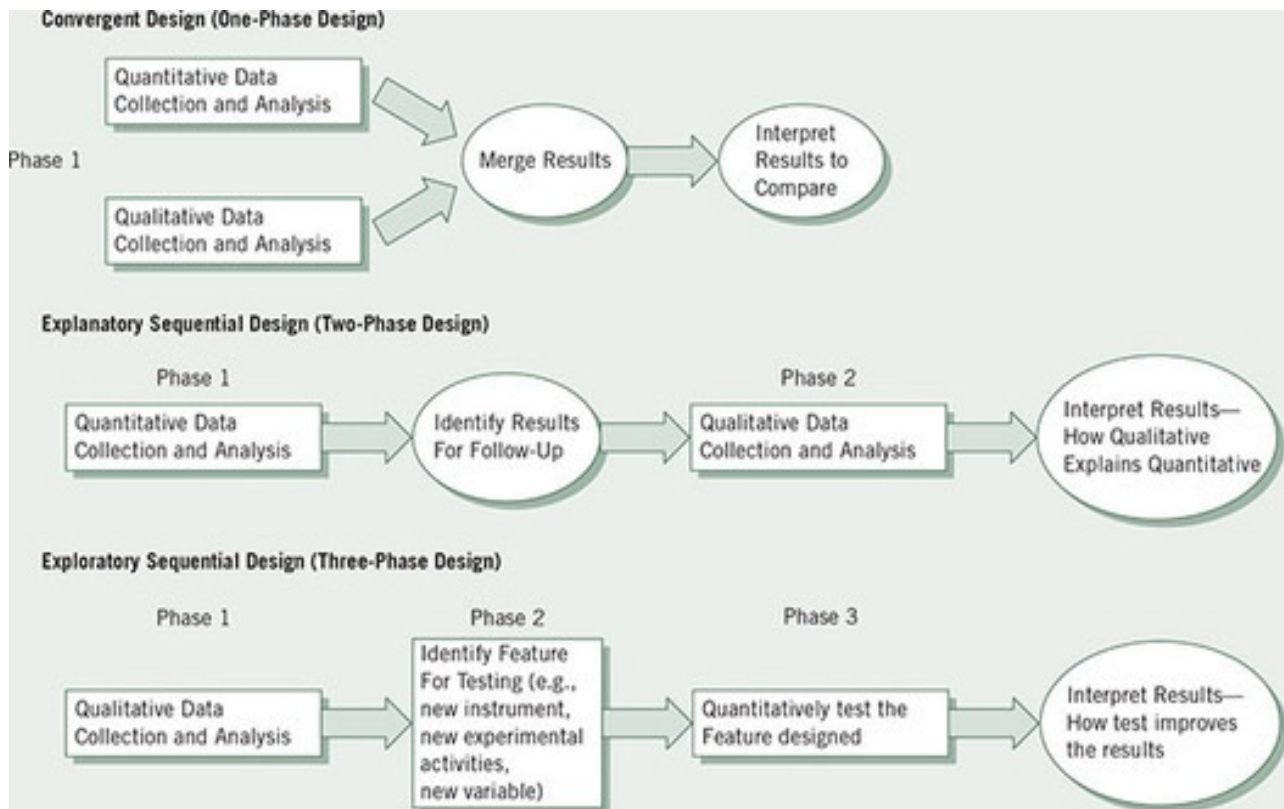 Convergent Design (One-Phase Design)
Quantitative Data
Collection and Analysis
Phase 1
Merge Results
Interpret
Results to
Compare
Qualitative Data
Collection and Analysis
Explanatory Sequential Design (Two-Phase Design)
Phase 1
Quantitative Data
Collection and Analysis
Identify Results
For Follow-Up
Phase 2
Qualitative Data
Collection and Analysis
Interpret Results—
How Qualitative
Explains Quantitative
Exploratory Sequential Design (Three-Phase Design)
Phase 1
Qualitative Data
Collection and Analysis
Phase 2
Identify Feature
For Testing (e.g.,
new instrument,
new experimental
activities,
new variable)
Phase 3
Quantitatively test the
Feature designed
Interpret Results—
How test improves
the results